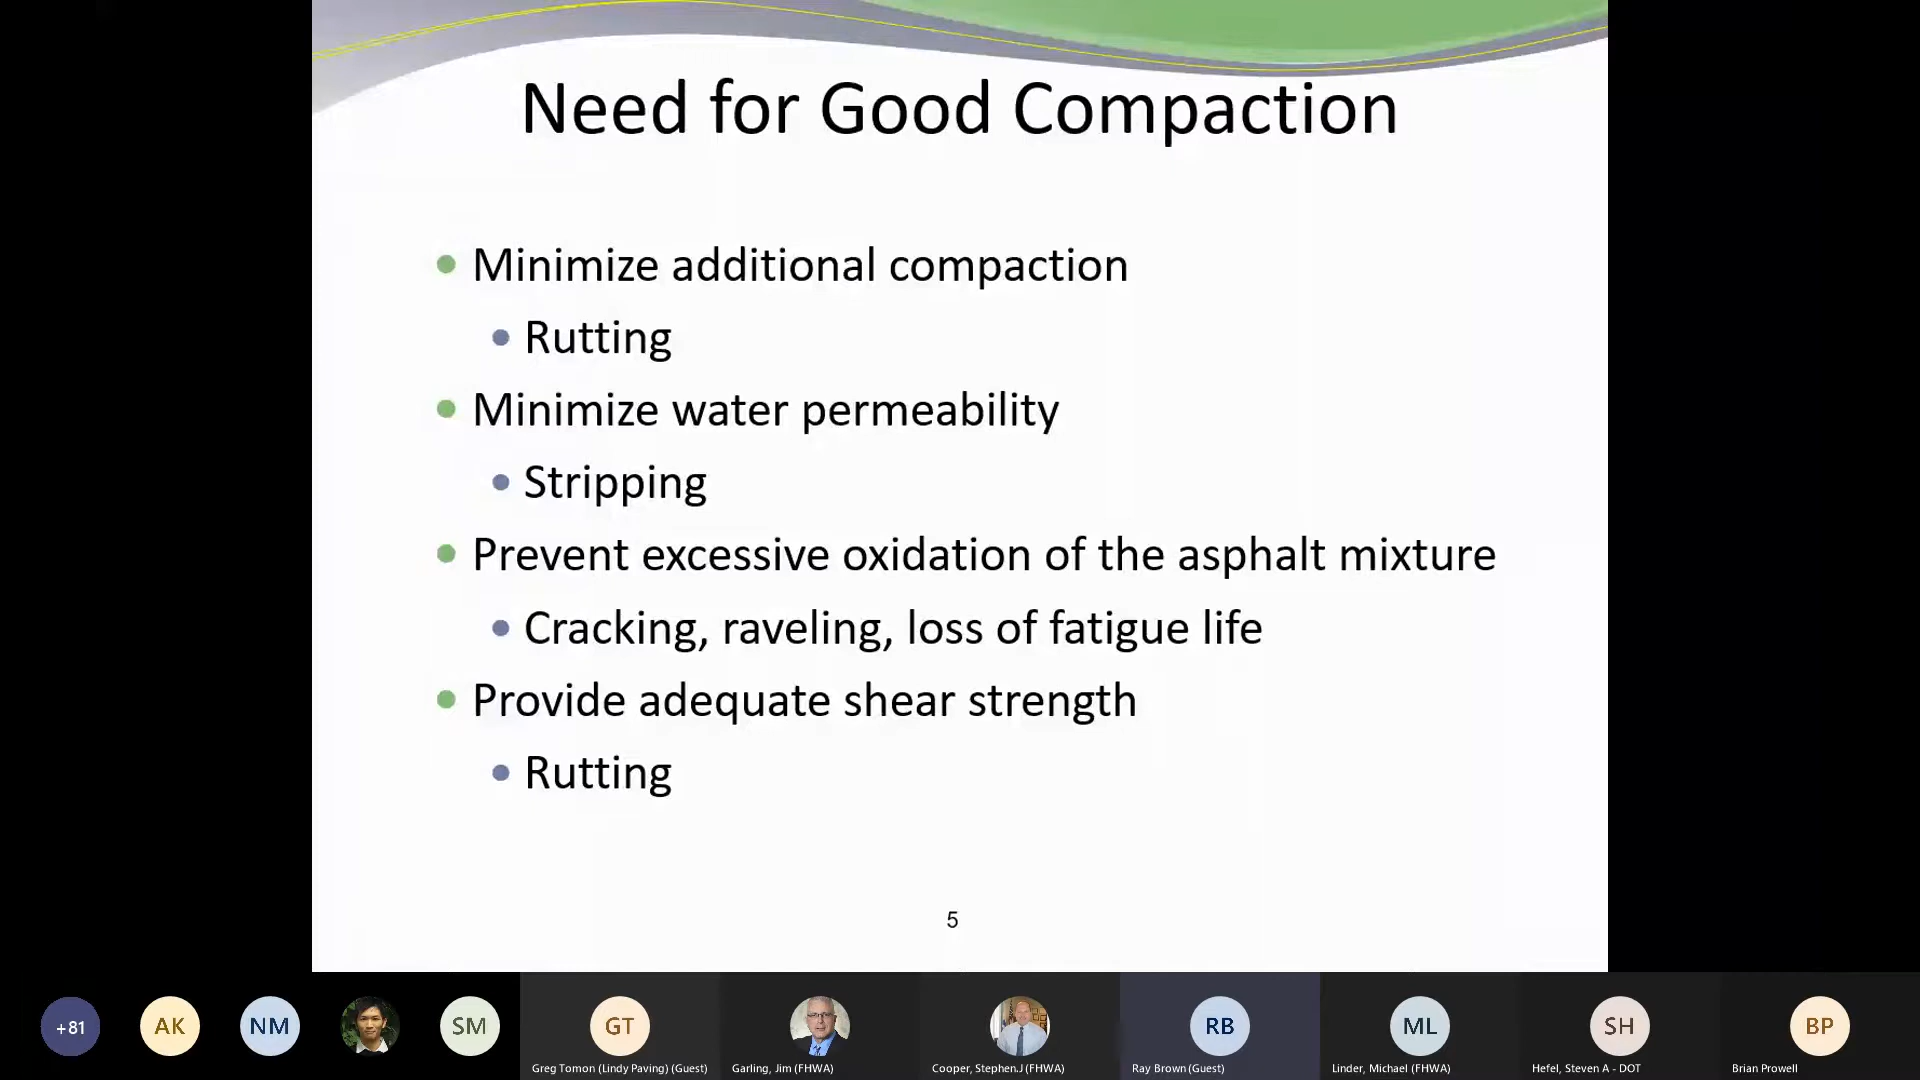 Need for Good Compaction
Minimize additional compaction
Rutting
Minimize water permeability
Stripping
Prevent excessive oxidation of the asphalt mixture
Cracking, raveling, loss of fatigue life
Provide adequate shear strength
Rutting
5
+81
AK
NM
SM
GT
RB
ML
SH
BP
Greg Tomon (Lindy Paving) (Guest)
Garling, Jim (FHWA)
Cooper, Stephen.J (FHWA)
Ray Brown (Guest)
Linder, Michael (FHWA)
Hefel, Steven A - DOT
Brian Prowell